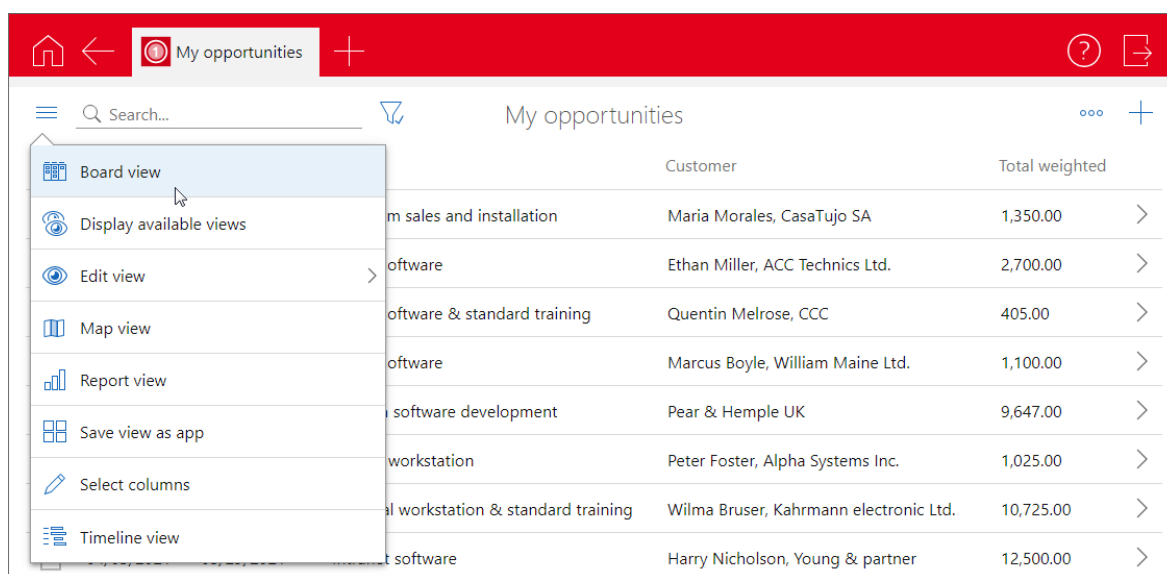 1 My opportunities
?
Search...
My opportunities
Customer Total weighted
Board view
Display available views
Edit view
Map view
Report view
Save view as app
Select columns
Timeline view
sales and installation Maria Morales, CasaTujo SA 1,350.00
Ethan Miller, ACC Technics Ltd. 2,700.00
& standard training Quentin Melrose, CCC 405.00
Marcus Boyle, William Maine Ltd. 1,100.00
software development Pear & Hemple UK 9,647.00
workstation Peter Foster, Alpha Systems Inc. 1,025.00
workstation & standard training Wilma Bruser, Kahrmann electronic Ltd. 10,725.00
software Harry Nicholson, Young & partner 12,500.00